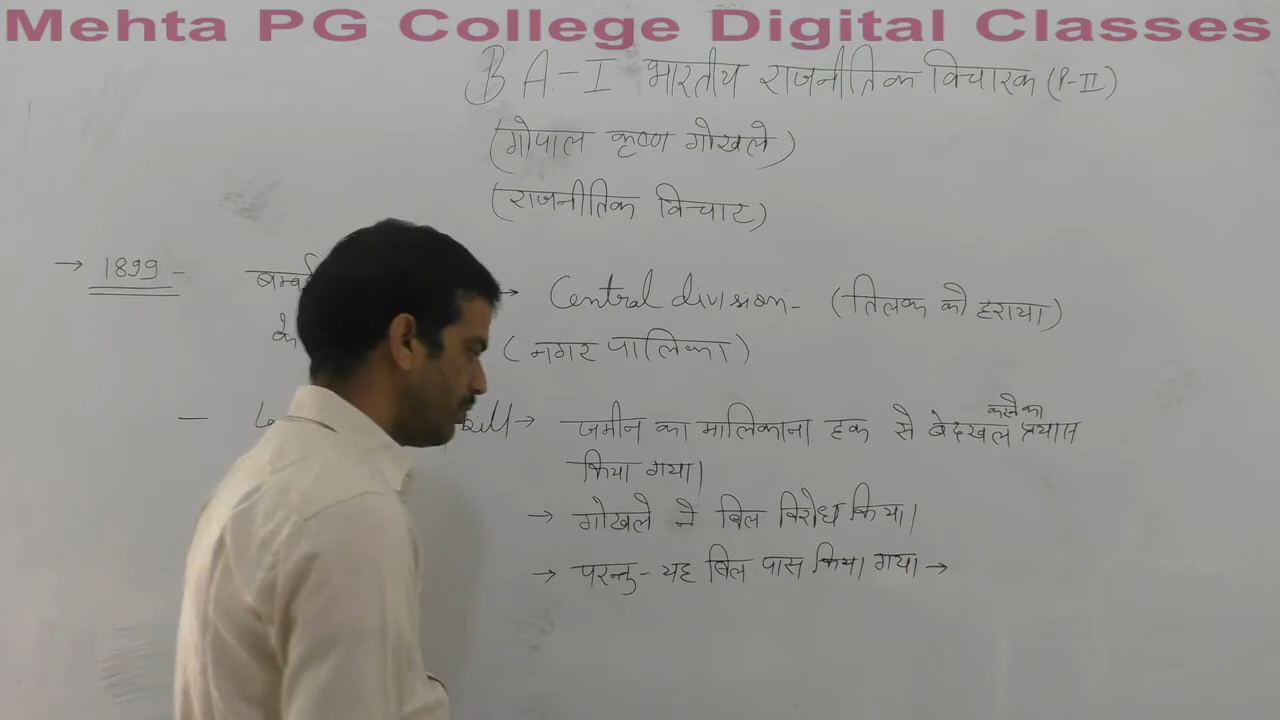 Mehta PG College Digital Classes
B A - I भारतीय राजनीतिक विचारक (P-II)
(गोपाल कृष्ण गोखले)
(राजनीतिक विचार)
→ 1899 - → Central division - (तिलक को हराया)
के (नगर पालिका)
- Bill → जमीन का मालिकाना हक से बेदखल करने का प्रयास
किया गया।
→ गोखले ने बिल विरोध किया।
→ परन्तु - यह बिल पास किया गया →